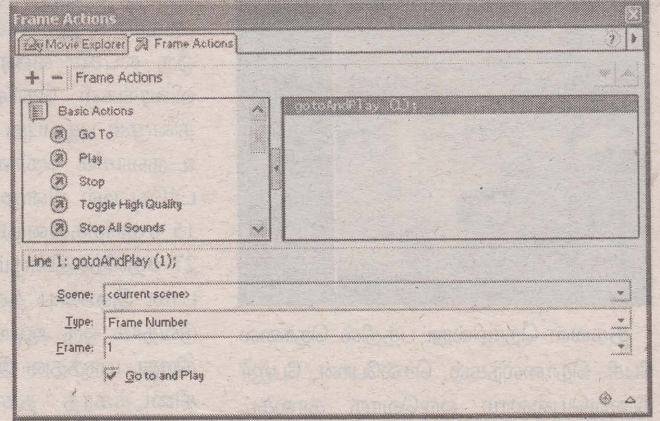 Frame Actions
Movie Explorer Frame Actions
+ - Frame Actions
Basic Actions
Go To
Play
Stop
Toggle High Quality
Stop All Sounds
gotoAndPlay (1);
Line 1: gotoAndPlay (1);
Scene: <current scene>
Type: Frame Number
Frame: 1
Go to and Play